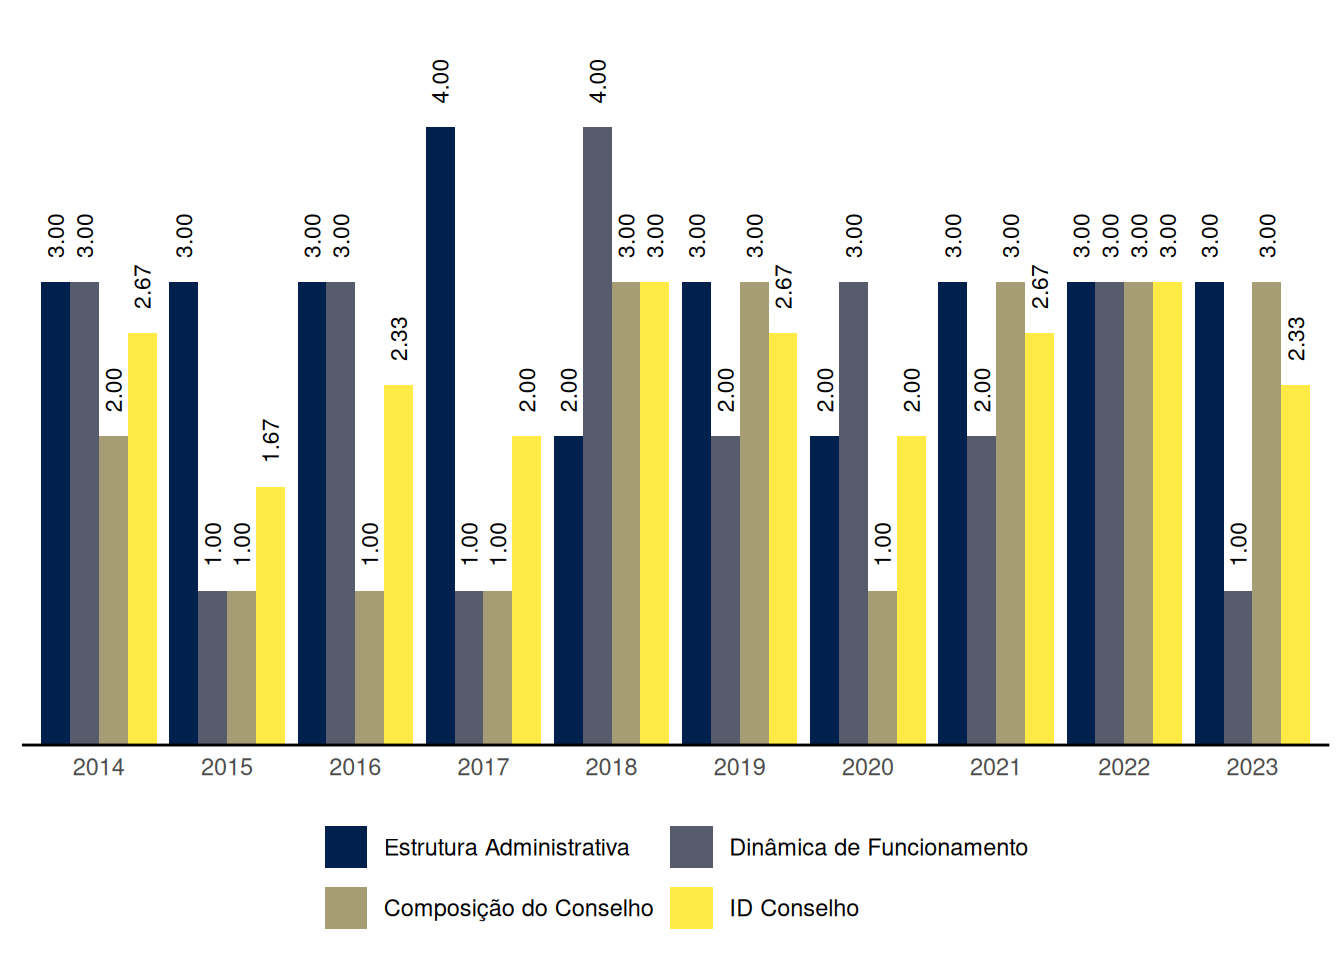 4.00 4.00
3.00 3.00 3.00 3.00 3.00 3.00 3.00 3.00 3.00 3.00 3.00 3.00 3.00 3.00 3.00 3.00 3.00 3.00
2.67 2.67 2.67
2.33 2.33
2.00 2.00 2.00 2.00 2.00 2.00 2.00
1.67
1.00 1.00 1.00 1.00 1.00 1.00 1.00
2014 2015 2016 2017 2018 2019 2020 2021 2022 2023
Estrutura Administrativa Dinâmica de Funcionamento
Composição do Conselho ID Conselho